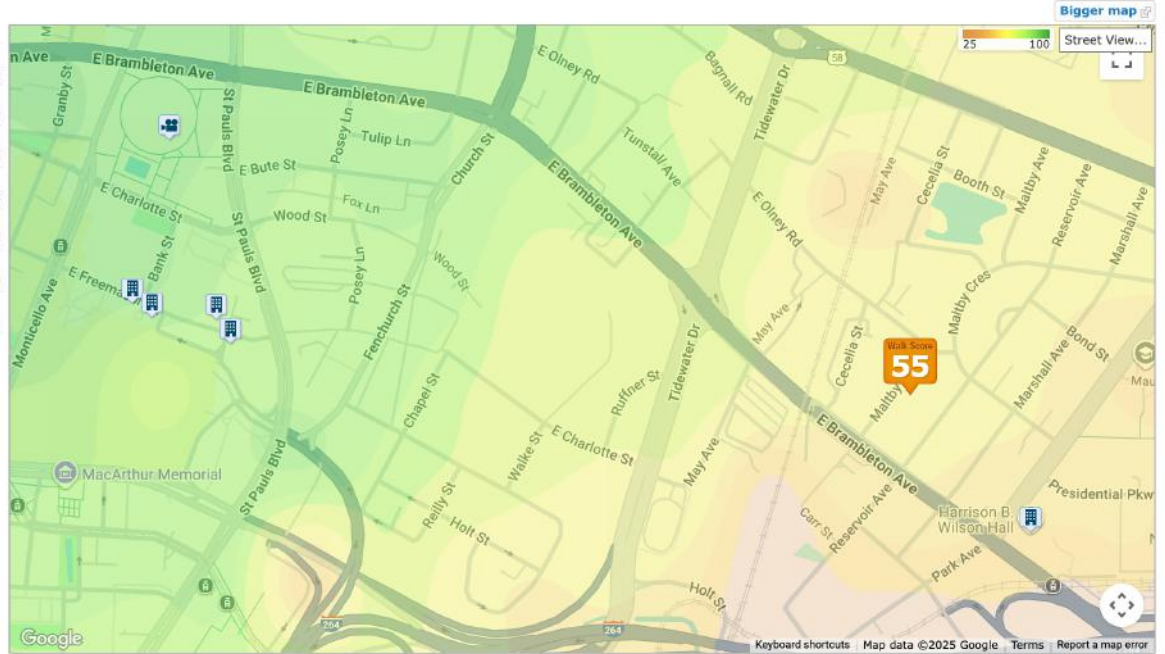 Bigger map
25 100
Street View...
n Ave
E Brambleton Ave
E Brambleton Ave
Granby St
St Pauls Blvd
Posey Ln
Tulip Ln
E Bute St
Church St
E Olney Rd
Bagnall Rd
58
Tidewater Dr
Tunstall Ave
E Brambleton Ave
May Ave
Cecelia St
Booth St
Maltby Ave
Reservoir Ave
Marshall Ave
E Charlotte St
Fox Ln
Wood St
Bank St
St Pauls Blvd
E Olney Rd
Wood St
Posey Ln
Monticello Ave
Fenchurch St
Maltby Cres
May Ave
Cecelia St
Walk Score
55
Bond St
Marshall Ave
Mau
Tidewater Dr
Ruffner St
Chapel St
E Charlotte St
Walke St
E Brambleton Ave
MacArthur Memorial
St Pauls Blvd
May Ave
Presidential Pkw
Reilly St
Holt St
Carr St
Reservoir Ave
Harrison B.
Wilson Hall
Park Ave
Holt St
264
264
Google
Keyboard shortcuts
Map data ©2025 Google
Terms
Report a map error